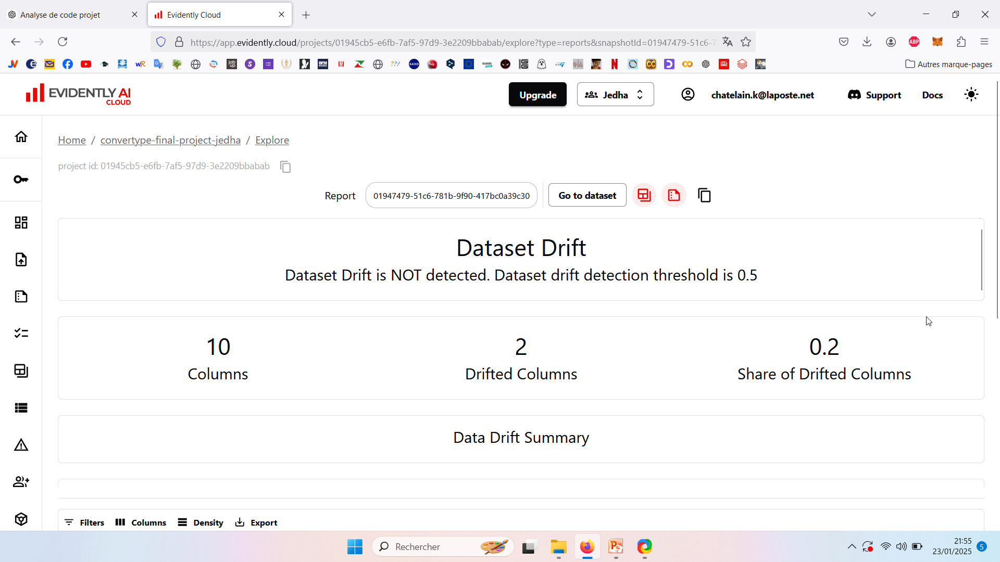 Analyse de code projet
Evidently Cloud
https://app.evidently.cloud/projects/01945cb5-e6fb-7af5-97d9-3e2209bbabab/explore?type=reports&snapshotId=01947479-51c6-7
ABP
Autres marque-pages
EVIDENTLY AI
CLOUD
Upgrade
Jedha
chatelain.k@laposte.net
Support
Docs
Home / convertype-final-project-jedha / Explore
project id: 01945cb5-e6fb-7af5-97d9-3e2209bbabab
Report
01947479-51c6-781b-9f90-417bc0a39c30
Go to dataset
Dataset Drift
Dataset Drift is NOT detected. Dataset drift detection threshold is 0.5
10
Columns
2
Drifted Columns
0.2
Share of Drifted Columns
Data Drift Summary
Filters
Columns
Density
Export
Rechercher
21:55
23/01/2025
5